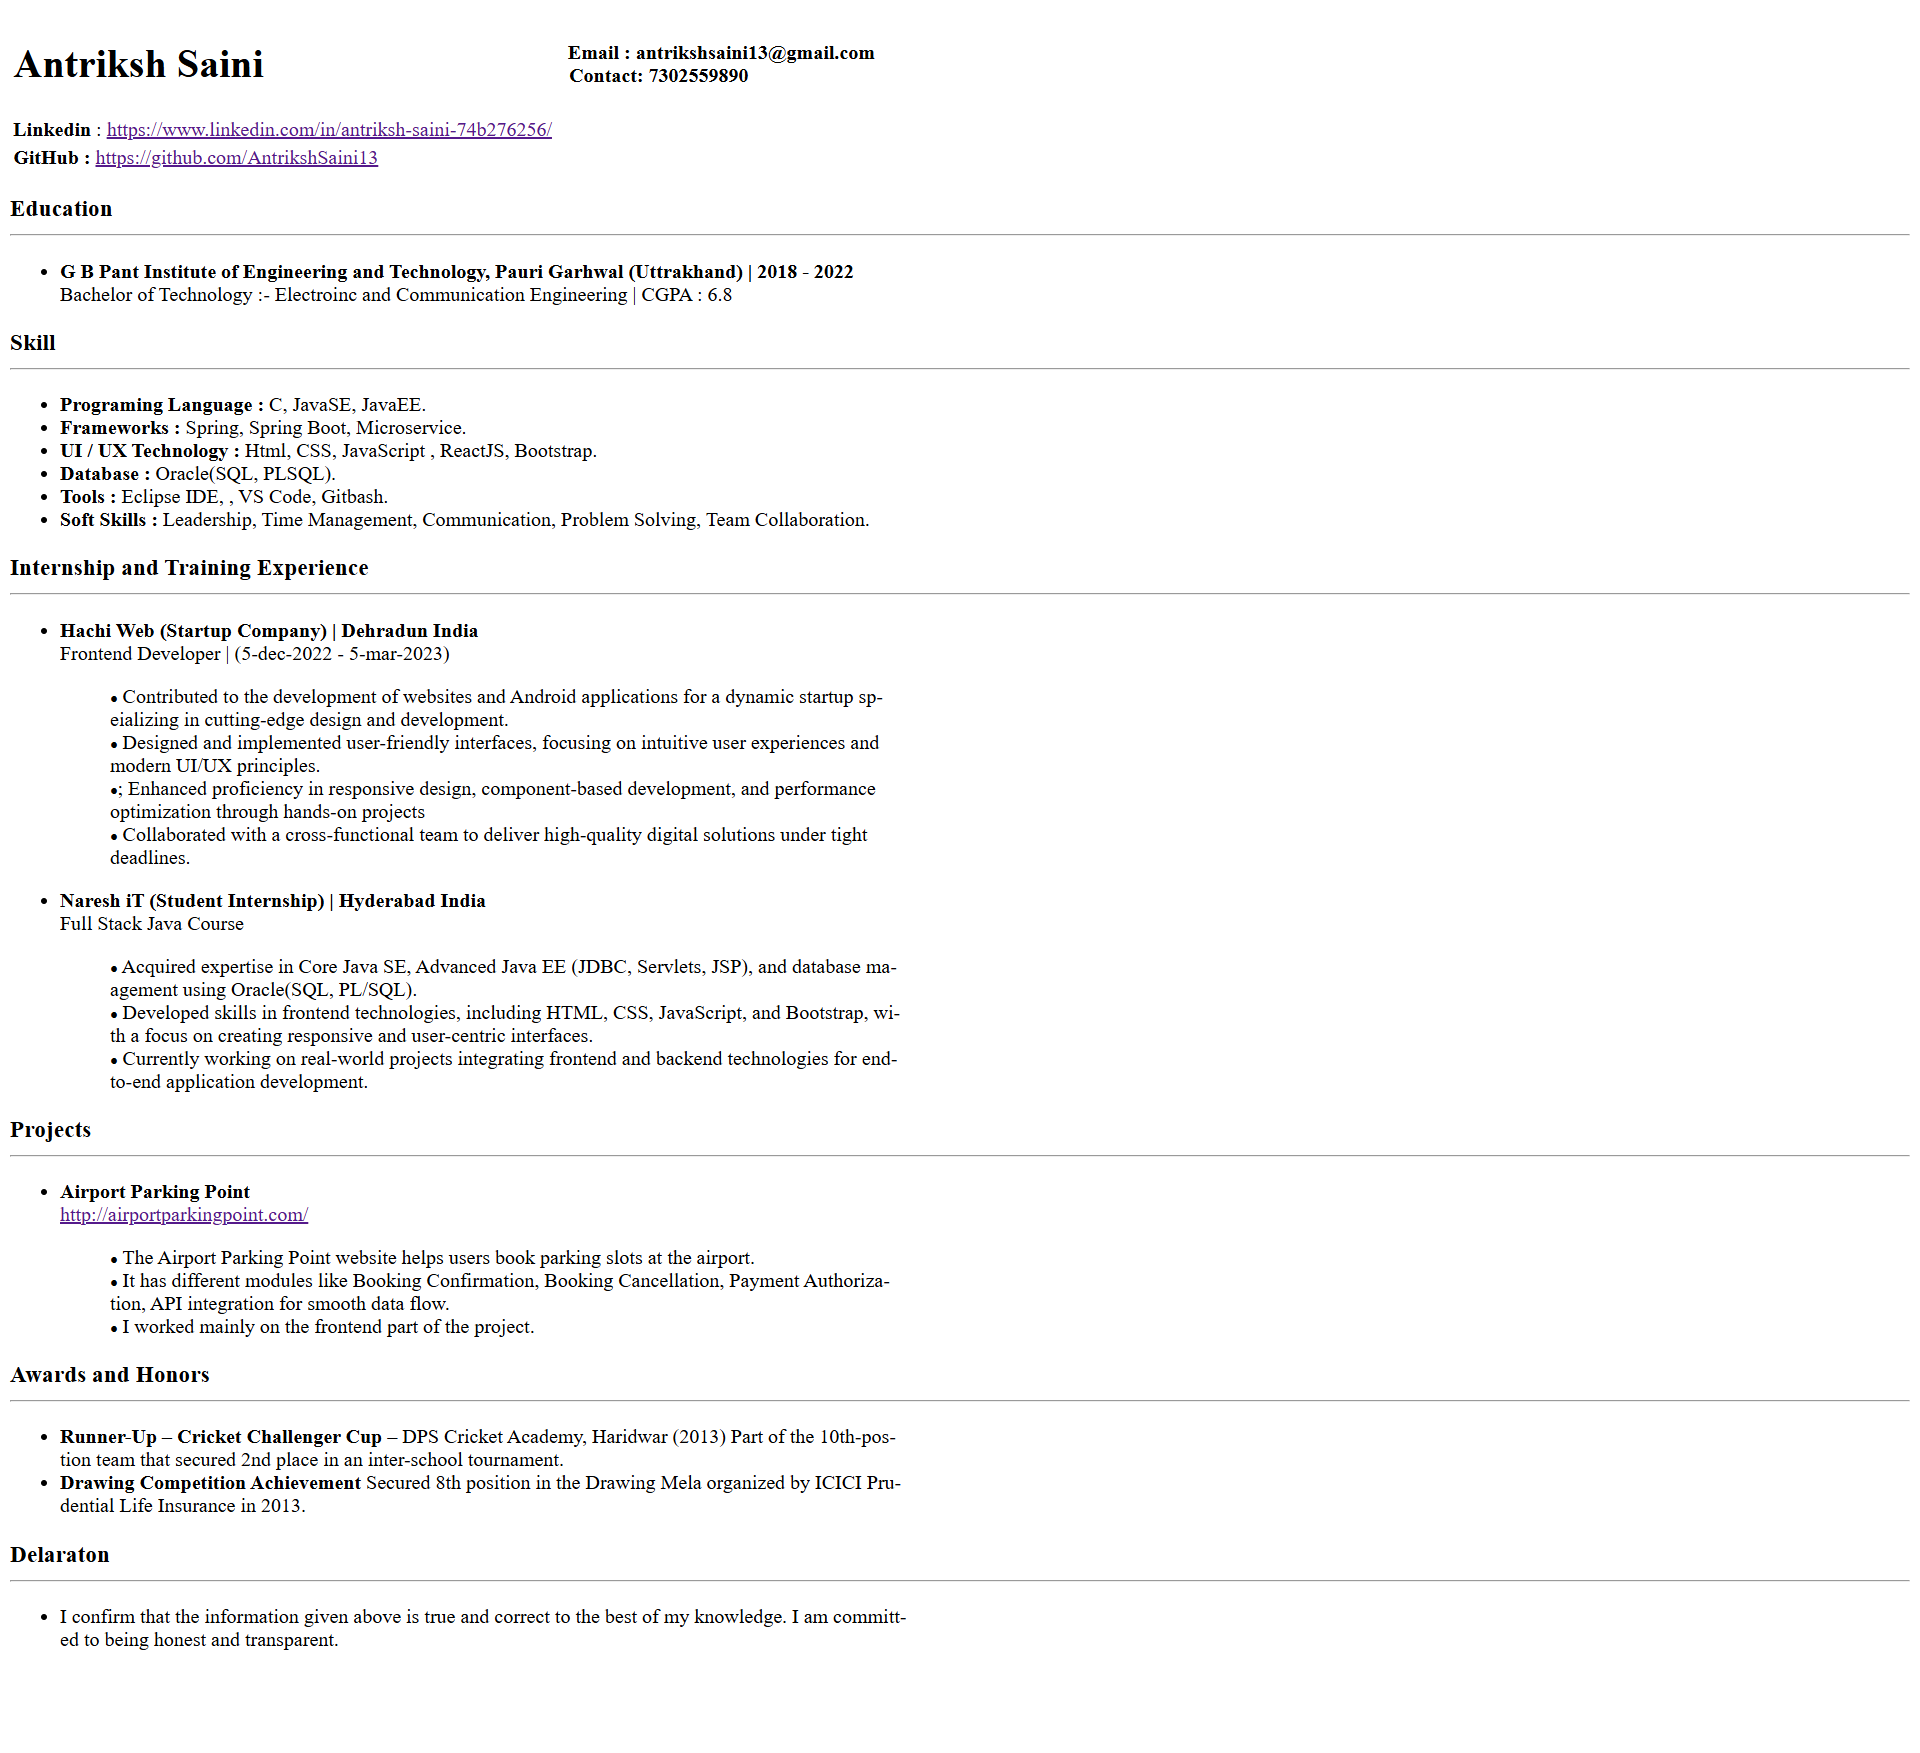 Antriksh Saini
Email : antrikshsaini13@gmail.com
Contact: 7302559890
Linkedin : https://www.linkedin.com/in/antriksh-saini-74b276256/
GitHub : https://github.com/AntrikshSaini13
Education
• G B Pant Institute of Engineering and Technology, Pauri Garhwal (Uttrakhand) | 2018 - 2022
Bachelor of Technology :- Electroinc and Communication Engineering | CGPA : 6.8
Skill
• Programing Language : C, JavaSE, JavaEE.
• Frameworks : Spring, Spring Boot, Microservice.
• UI / UX Technology : Html, CSS, JavaScript , ReactJS, Bootstrap.
• Database : Oracle(SQL, PLSQL).
• Tools : Eclipse IDE, , VS Code, Gitbash.
• Soft Skills : Leadership, Time Management, Communication, Problem Solving, Team Collaboration.
Internship and Training Experience
• Hachi Web (Startup Company) | Dehradun India
Frontend Developer | (5-dec-2022 - 5-mar-2023)
• Contributed to the development of websites and Android applications for a dynamic startup sp-
eializing in cutting-edge design and development.
• Designed and implemented user-friendly interfaces, focusing on intuitive user experiences and
modern UI/UX principles.
•; Enhanced proficiency in responsive design, component-based development, and performance
optimization through hands-on projects
• Collaborated with a cross-functional team to deliver high-quality digital solutions under tight
deadlines.
• Naresh iT (Student Internship) | Hyderabad India
Full Stack Java Course
• Acquired expertise in Core Java SE, Advanced Java EE (JDBC, Servlets, JSP), and database ma-
agement using Oracle(SQL, PL/SQL).
• Developed skills in frontend technologies, including HTML, CSS, JavaScript, and Bootstrap, wi-
th a focus on creating responsive and user-centric interfaces.
• Currently working on real-world projects integrating frontend and backend technologies for end-
to-end application development.
Projects
• Airport Parking Point
http://airportparkingpoint.com/
• The Airport Parking Point website helps users book parking slots at the airport.
• It has different modules like Booking Confirmation, Booking Cancellation, Payment Authoriza-
tion, API integration for smooth data flow.
• I worked mainly on the frontend part of the project.
Awards and Honors
• Runner-Up – Cricket Challenger Cup – DPS Cricket Academy, Haridwar (2013) Part of the 10th-pos-
tion team that secured 2nd place in an inter-school tournament.
• Drawing Competition Achievement Secured 8th position in the Drawing Mela organized by ICICI Pru-
dential Life Insurance in 2013.
Delaraton
• I confirm that the information given above is true and correct to the best of my knowledge. I am committ-
ed to being honest and transparent.